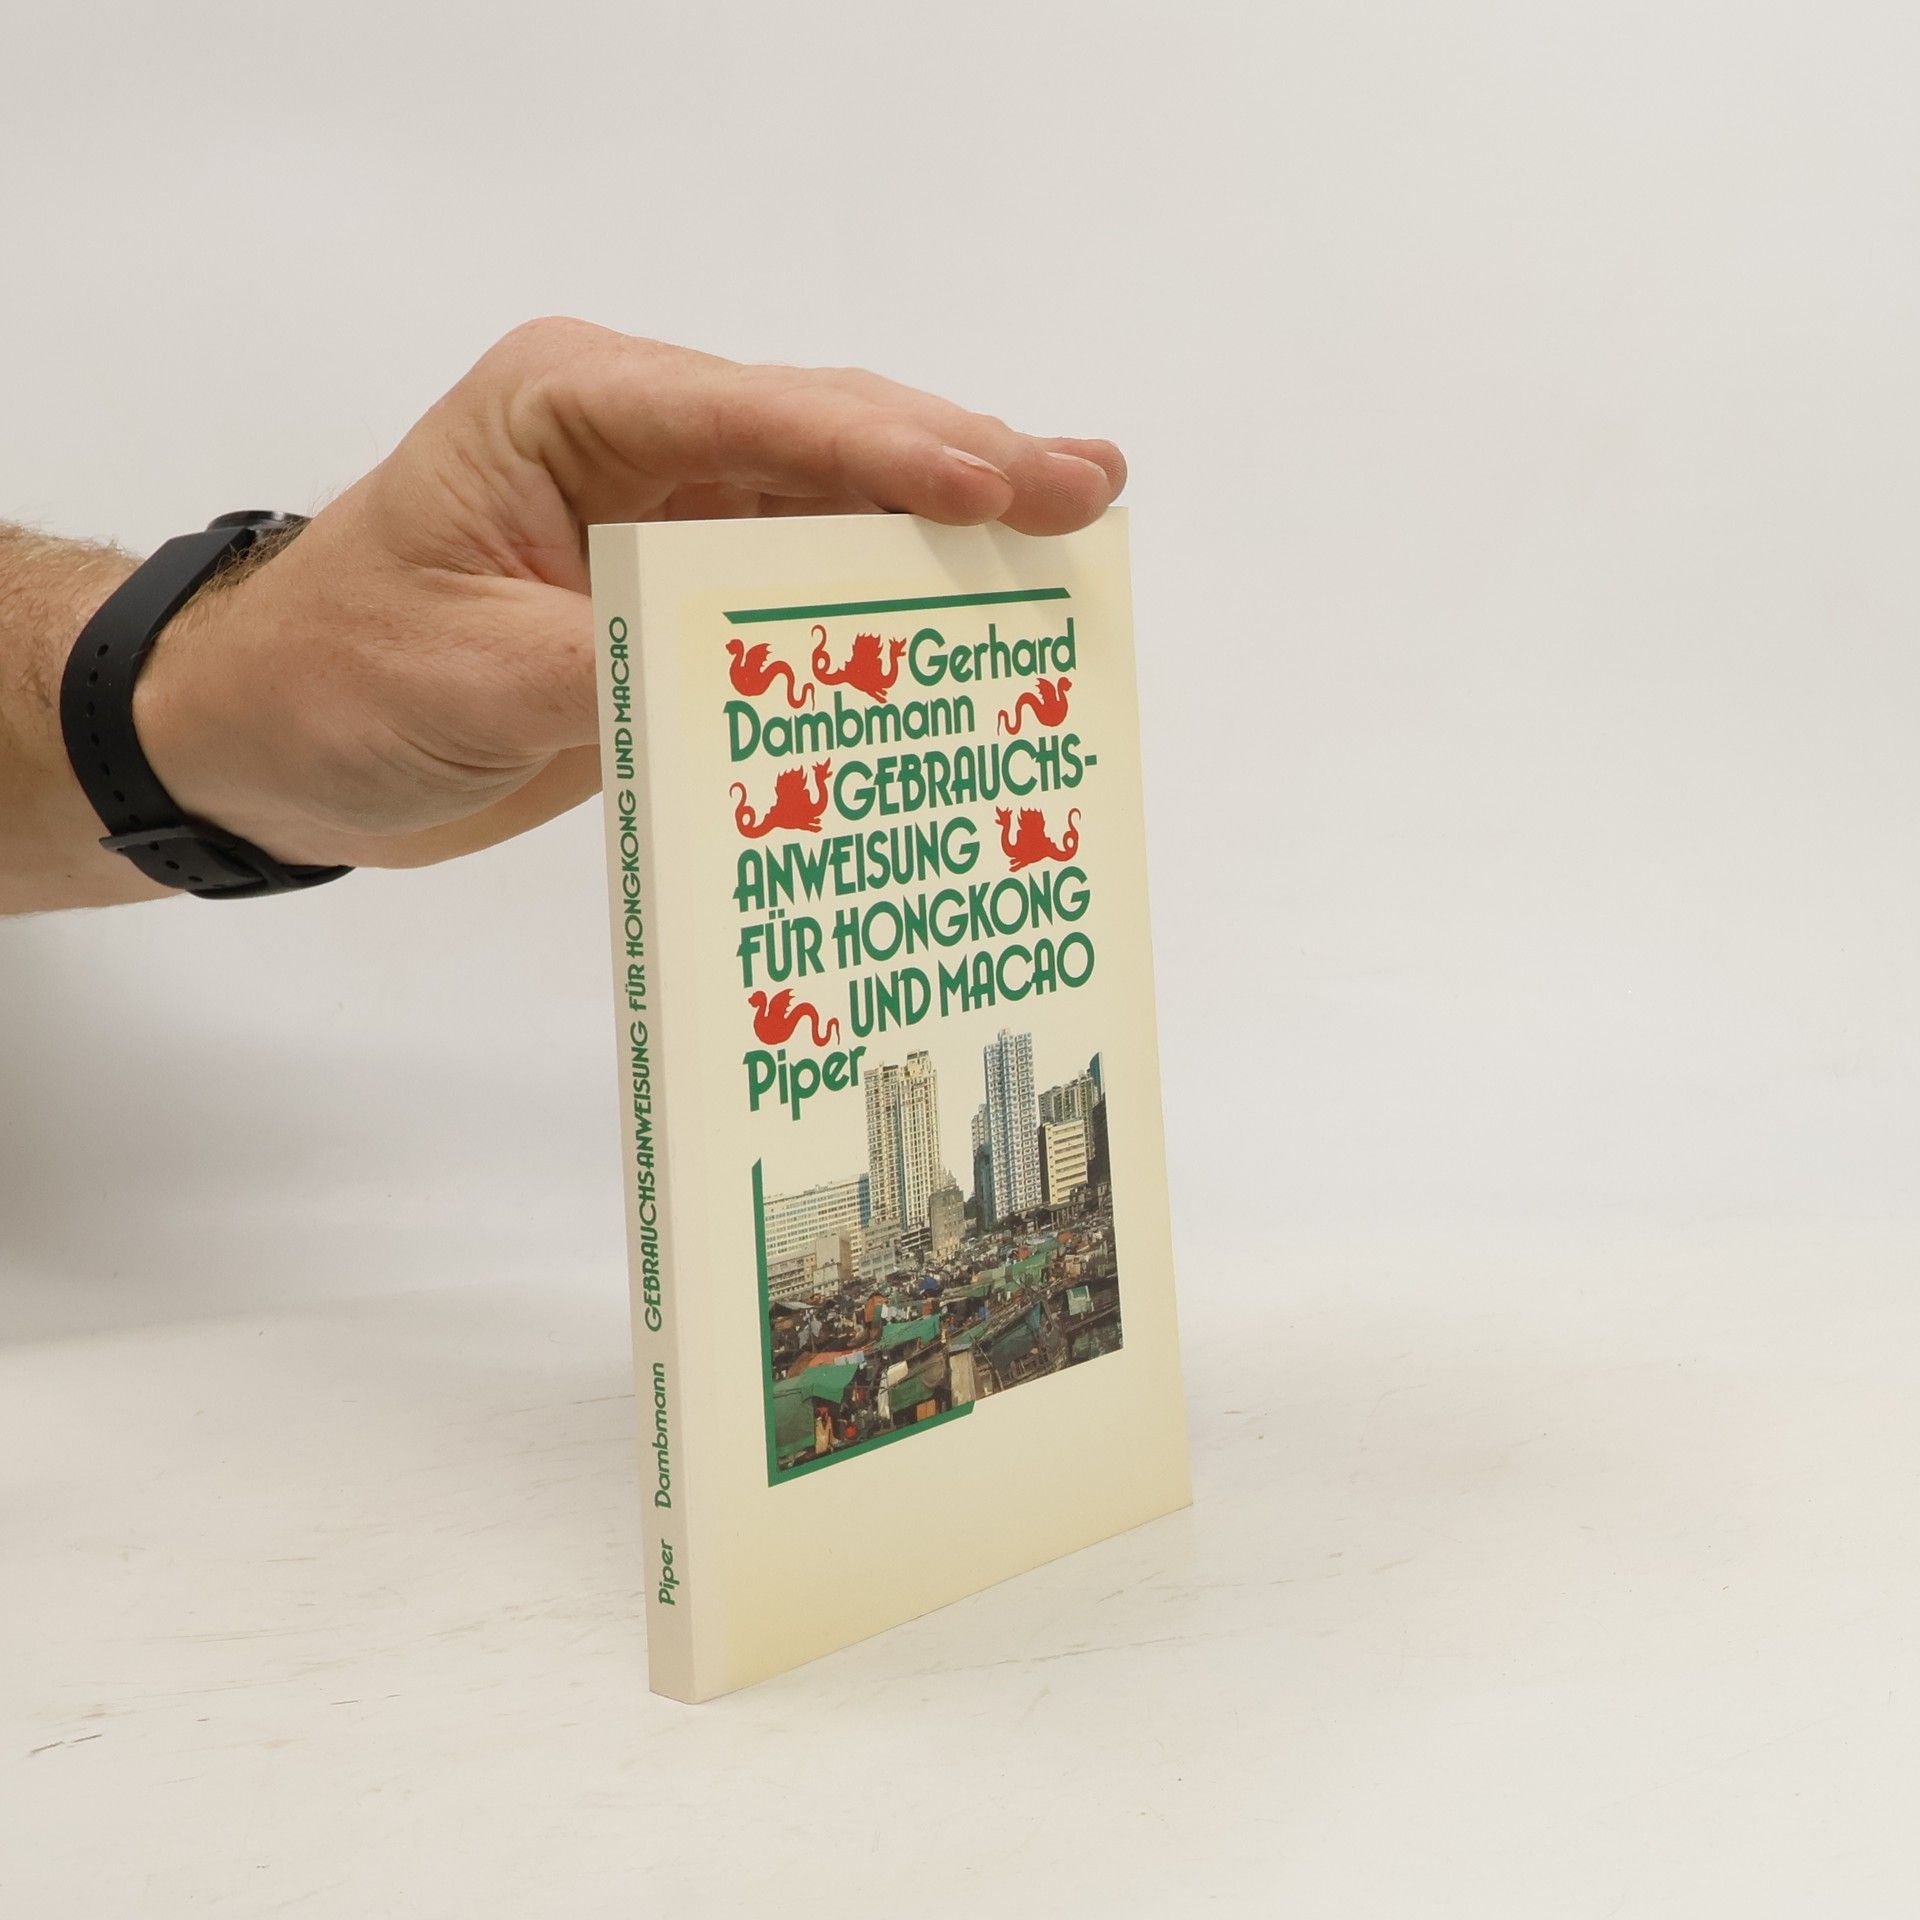 Gerhard
Dambmann
GEBRAUCHS-
ANWEISUNG
FÜR HONGKONG
UND MACAO
Piper
Piper Dambmann GEBRAUCHSANWEISUNG FÜR HONGKONG UND MACAO